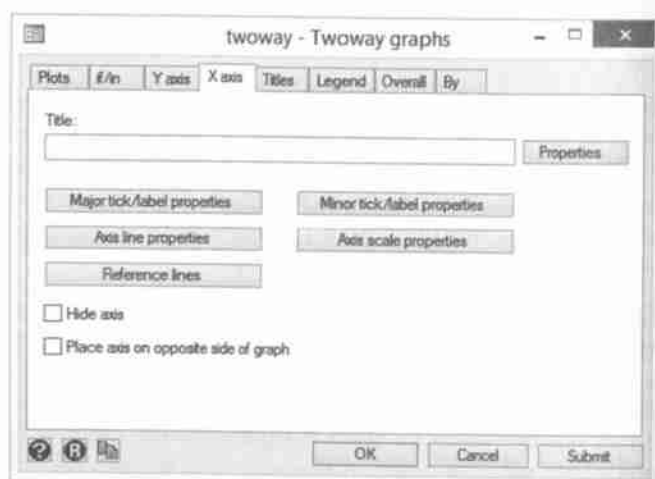 twoway - Twoway graphs
Plots if/in Y axis X axis Titles Legend Overall By
Title:
Properties
Major tick/label properties Minor tick/label properties
Axis line properties Axis scale properties
Reference lines
Hide axis
Place axis on opposite side of graph
? R OK Cancel Submit